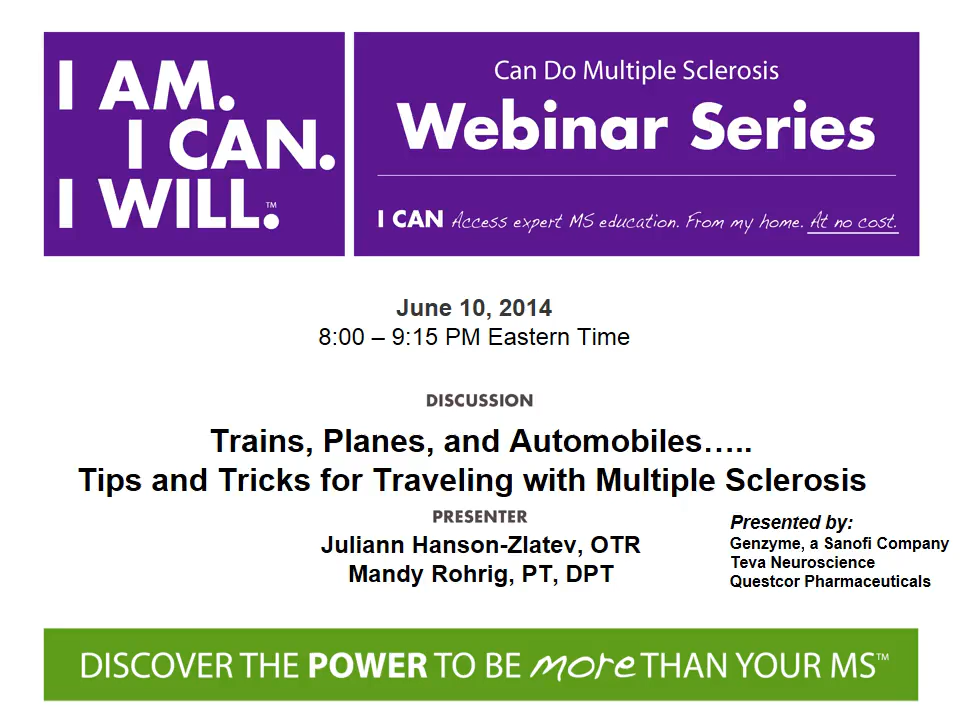 I AM.
I CAN.
I WILL.™
Can Do Multiple Sclerosis
Webinar Series
I CAN Access expert MS education. From my home. At no cost.
June 10, 2014
8:00 – 9:15 PM Eastern Time
DISCUSSION
Trains, Planes, and Automobiles…..
Tips and Tricks for Traveling with Multiple Sclerosis
PRESENTER
Juliann Hanson-Zlatev, OTR
Mandy Rohrig, PT, DPT
Presented by:
Genzyme, a Sanofi Company
Teva Neuroscience
Questcor Pharmaceuticals
DISCOVER THE POWER TO BE more THAN YOUR MS™